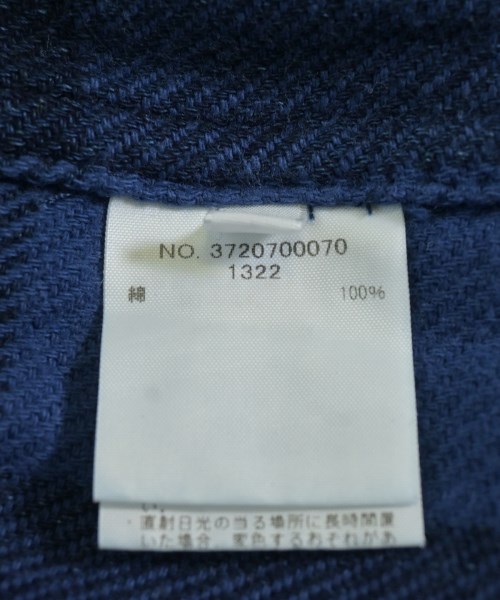 NO. 3720700070
1322
綿 100%
い。
・直射日光の当る場所に長時間置
いた場合、変色するおそれがあ